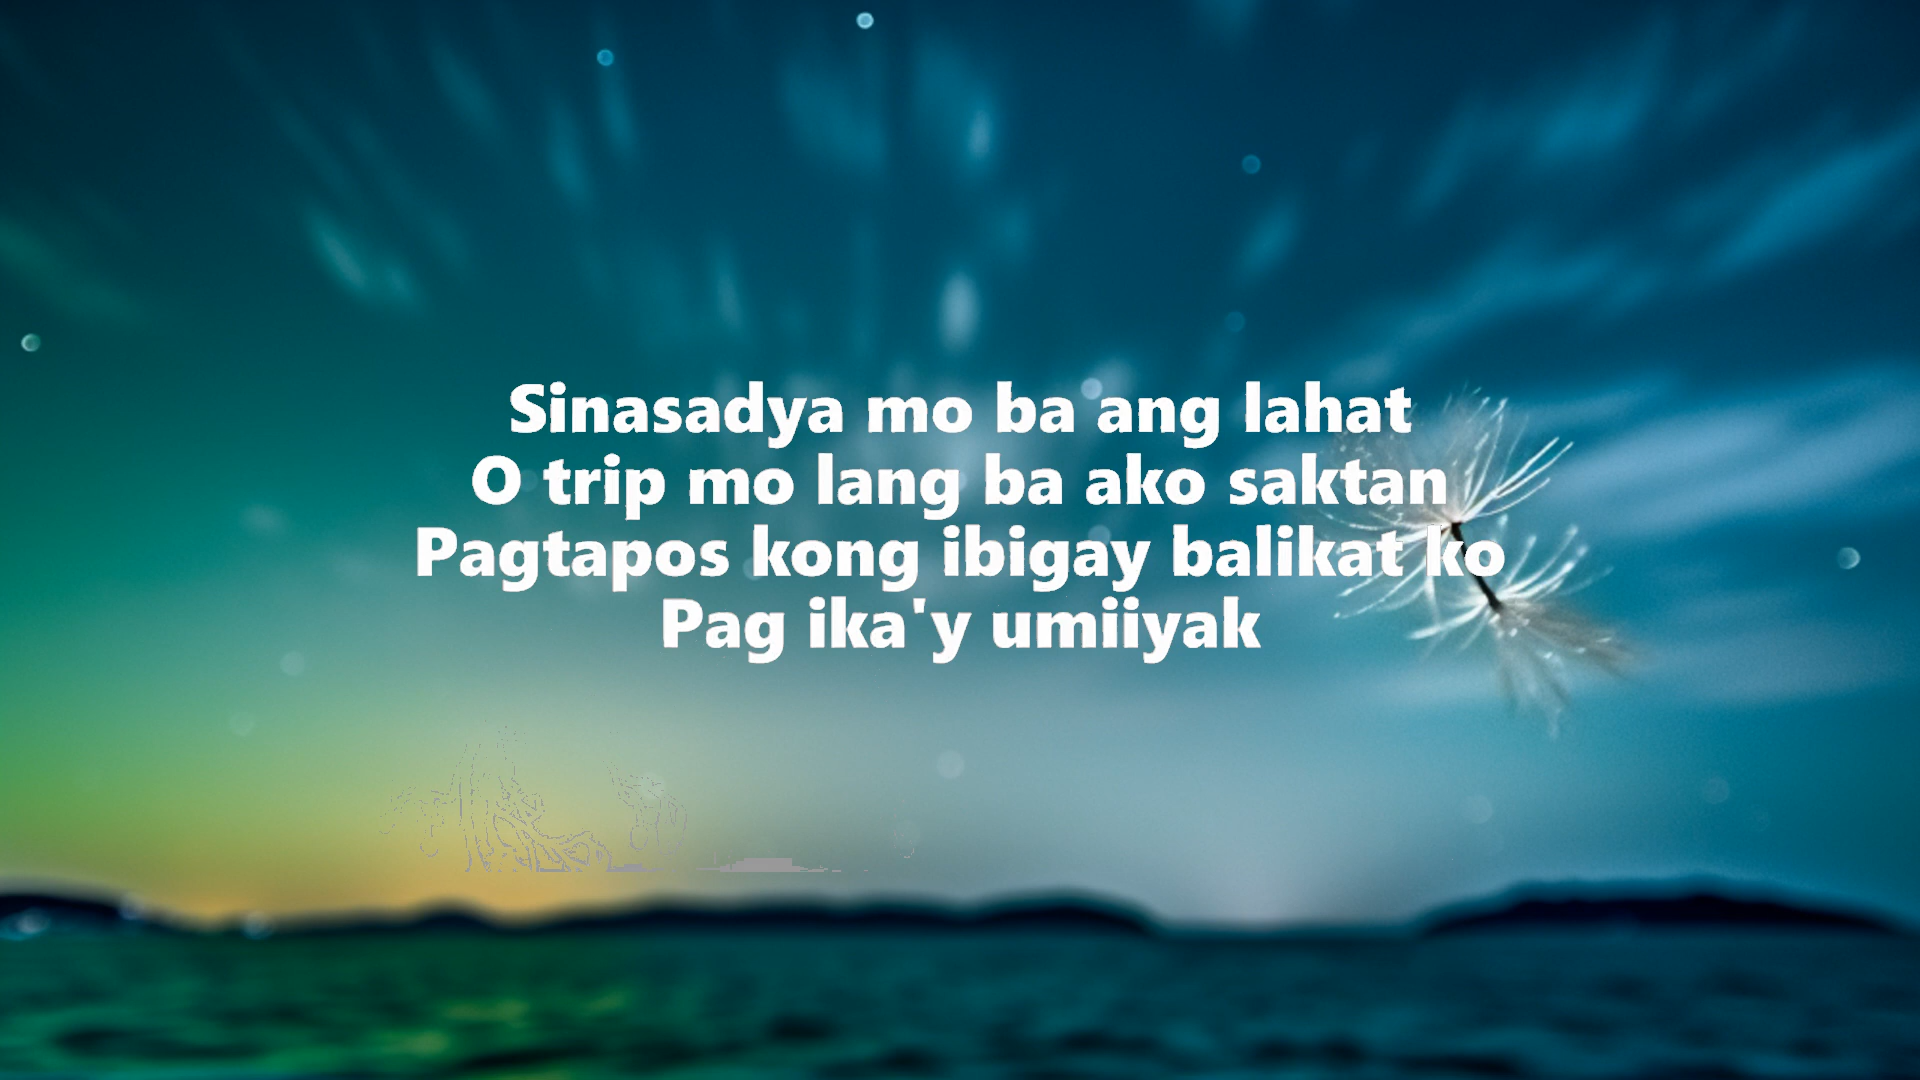 Sinasadya mo ba ang lahat
O trip mo lang ba ako saktan
Pagtapos kong ibigay balikat ko
Pag ika'y umiiyak